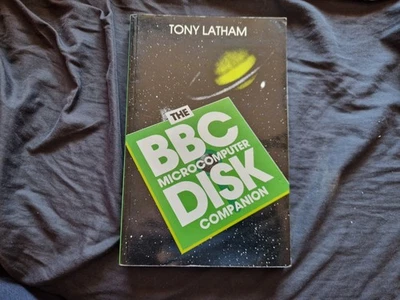 TONY LATHAM
THE
BBC
MICROCOMPUTER
DISK
COMPANION